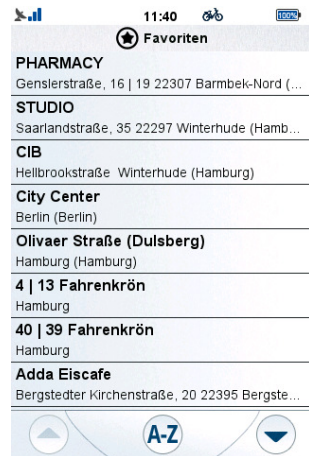 11:40
100%
Favoriten
PHARMACY
Genslerstraße, 16 | 19 22307 Barmbek-Nord (...
STUDIO
Saarlandstraße, 35 22297 Winterhude (Hamb...
CIB
Hellbrookstraße Winterhude (Hamburg)
City Center
Berlin (Berlin)
Olivaer Straße (Dulsberg)
Hamburg (Hamburg)
4 | 13 Fahrenkrön
Hamburg
40 | 39 Fahrenkrön
Hamburg
Adda Eiscafe
Bergstedter Kirchenstraße, 20 22395 Bergste...
A-Z